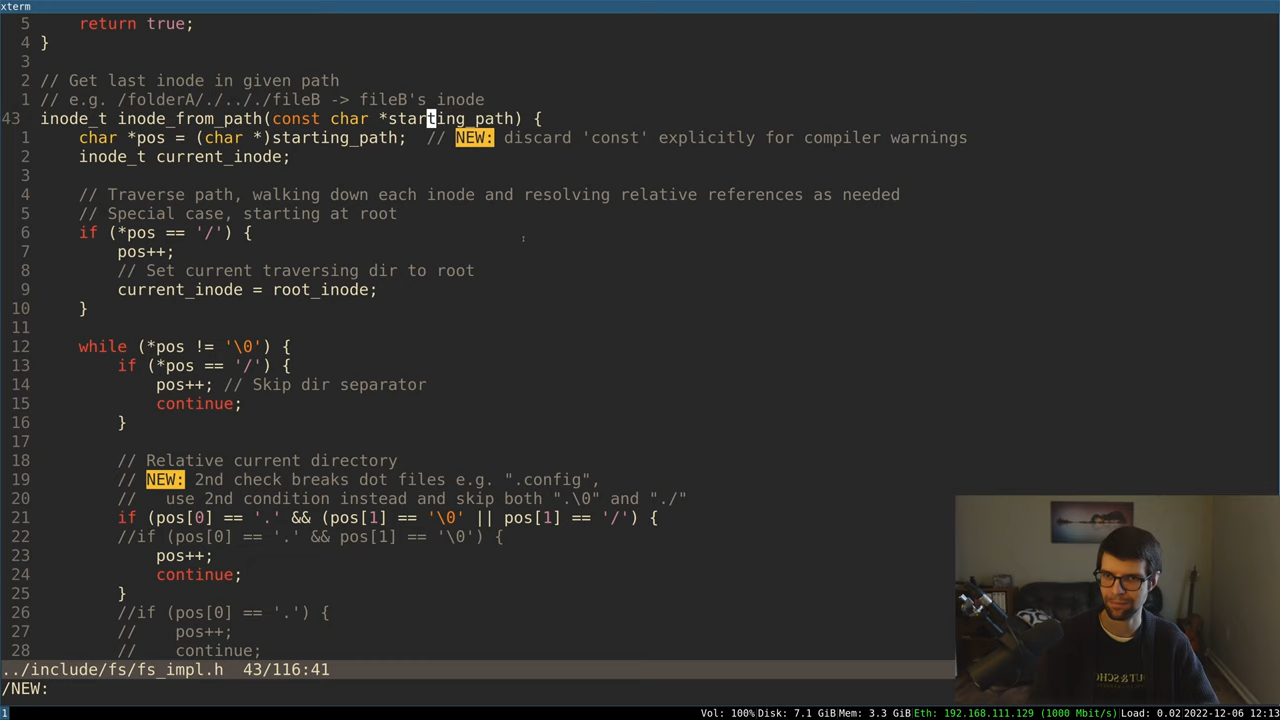 xterm
5 return true;
4 }
3
2 // Get last inode in given path
1 // e.g. /folderA/./.././fileB -> fileB's inode
43 inode_t inode_from_path(const char *starting_path) {
1 char *pos = (char *)starting_path; // NEW: discard 'const' explicitly for compiler warnings
2 inode_t current_inode;
3
4 // Traverse path, walking down each inode and resolving relative references as needed
5 // Special case, starting at root
6 if (*pos == '/') {
7 pos++;
8 // Set current traversing dir to root
9 current_inode = root_inode;
10 }
11
12 while (*pos != '\0') {
13 if (*pos == '/') {
14 pos++; // Skip dir separator
15 continue;
16 }
17
18 // Relative current directory
19 // NEW: 2nd check breaks dot files e.g. ".config",
20 // use 2nd condition instead and skip both ".\0" and "./"
21 if (pos[0] == '.' && (pos[1] == '\0' || pos[1] == '/') {
22 //if (pos[0] == '.' && pos[1] == '\0') {
23 pos++;
24 continue;
25 }
26 //if (pos[0] == '.') {
27 // pos++;
28 // continue;
../include/fs/fs_impl.h 43/116:41
/NEW:
1 Vol: 100% Disk: 7.1 GiB Mem: 3.3 GiB Eth: 192.168.111.129 (1000 Mbit/s) Load: 0.02 2022-12-06 12:13